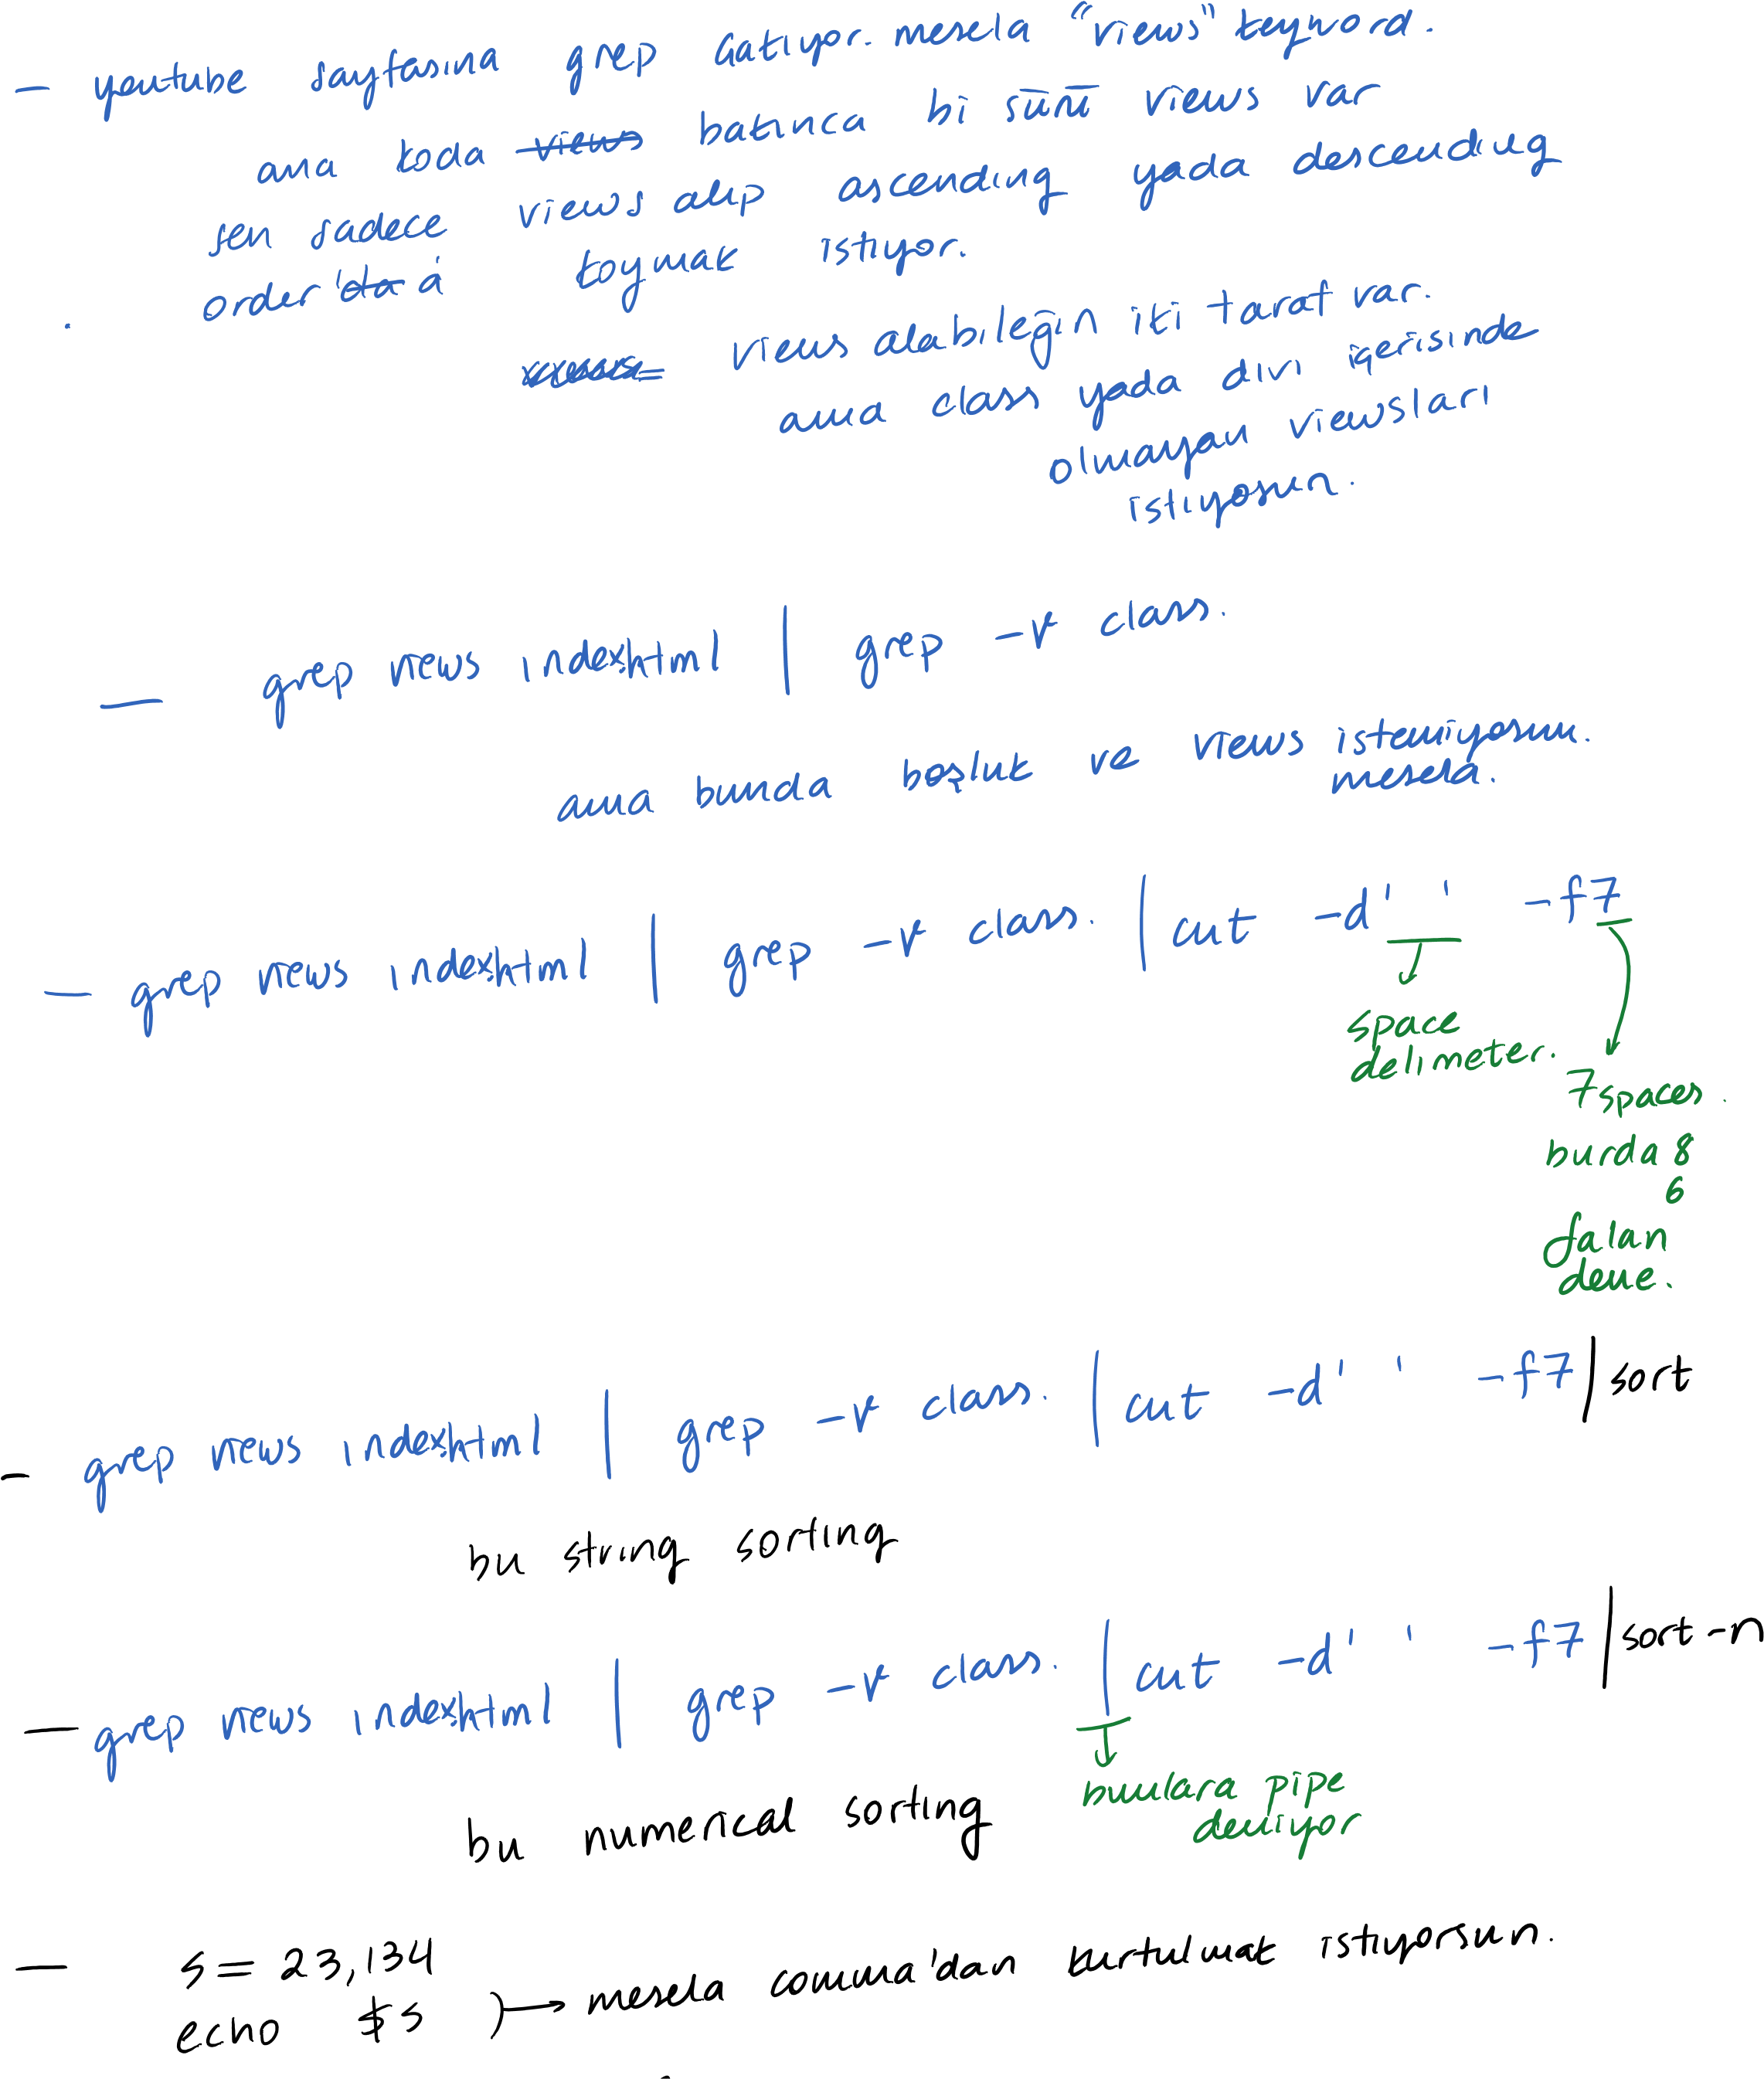 - youtube sayfasına grep atıyor. mesela "views" keyword.
ama koda views bakınca bi sürü views var
sen sadece views alıp ascending yada descending
order'a koymak istiyor.
views alabileğin iki taraf var.
ama class yada divi içerisinde
olmayan viewsları
istiyosun.
— grep views index.html | grep -v class.
ama bunda boşluk ve views istemiyorsun.
mesela.
— grep views index.html | grep -v class. | cut -d' ' -f7
space
delimeter.
7 spaces.
burda 8
6
falan
dene.
- grep views index.html | grep -v class. | cut -d' ' -f7 | sort
bu string sorting
— grep views index.html | grep -v class. | cut -d' ' -f7 | sort -n
bunlara pipe
deniyor
bu numerical sorting
— s= 23,134
echo $s )→ mesela comma'dan kurtulmak istiyorsun.